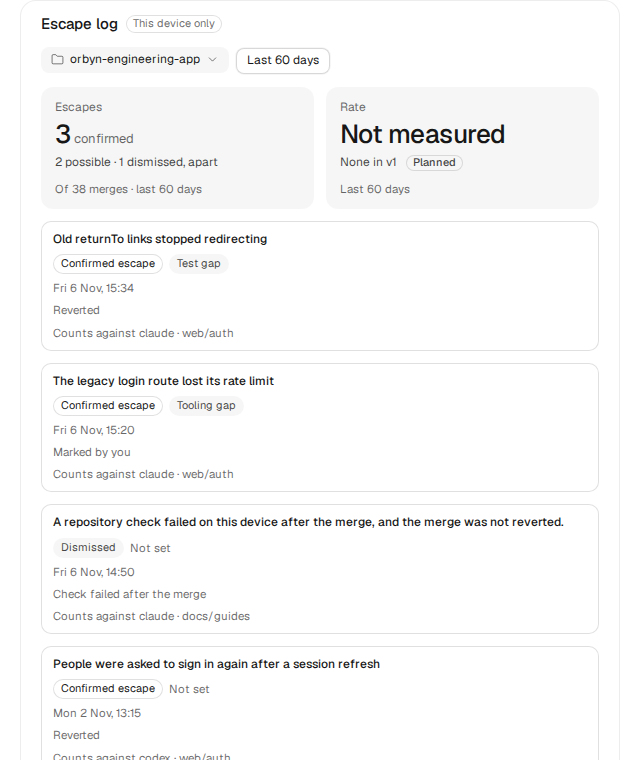 Escape log This device only
orbyn-engineering-app Last 60 days
Escapes
3 confirmed
2 possible · 1 dismissed, apart
Of 38 merges · last 60 days
Rate
Not measured
None in v1 Planned
Last 60 days
Old returnTo links stopped redirecting
Confirmed escape Test gap
Fri 6 Nov, 15:34
Reverted
Counts against claude · web/auth
The legacy login route lost its rate limit
Confirmed escape Tooling gap
Fri 6 Nov, 15:20
Marked by you
Counts against claude · web/auth
A repository check failed on this device after the merge, and the merge was not reverted.
Dismissed Not set
Fri 6 Nov, 14:50
Check failed after the merge
Counts against claude · docs/guides
People were asked to sign in again after a session refresh
Confirmed escape Not set
Mon 2 Nov, 13:15
Reverted
Counts against codex · web/auth